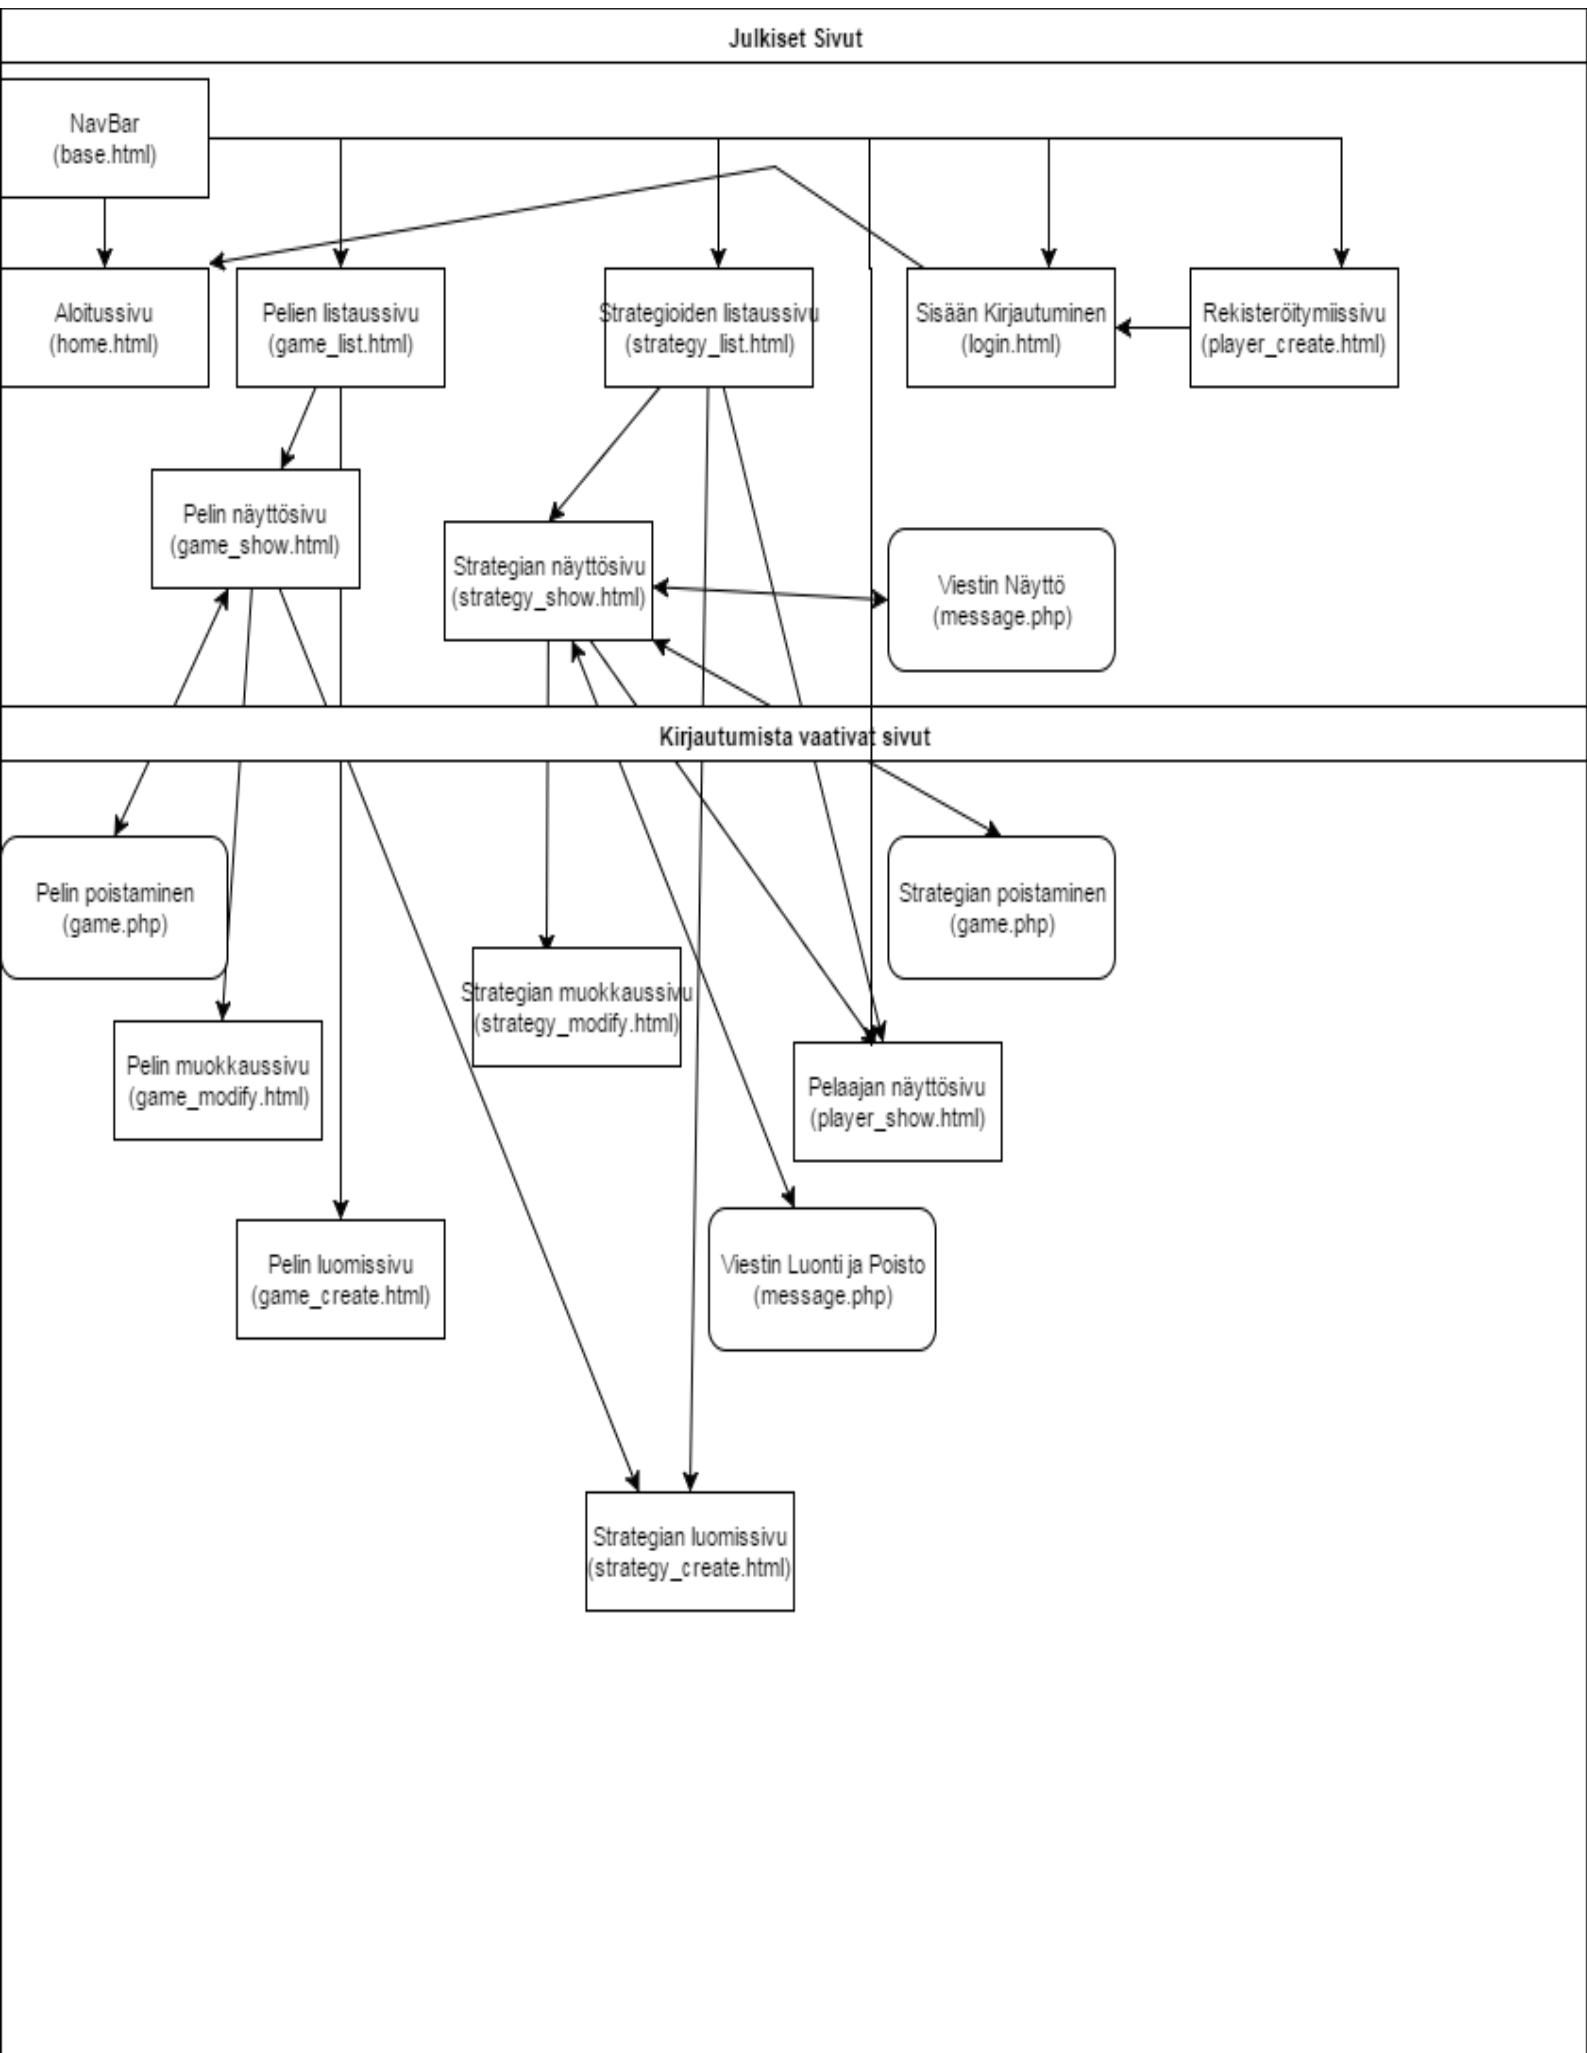 Julkiset Sivut
NavBar
(base.html)
Aloitussivu
(home.html)
Pelien listaussivu
(game_list.html)
Strategioiden listaussivu
(strategy_list.html)
Sisään Kirjautuminen
(login.html)
Rekisteröitymiissivu
(player_create.html)
Pelin näyttösivu
(game_show.html)
Strategian näyttösivu
(strategy_show.html)
Viestin Näyttö
(message.php)
Kirjautumista vaativat sivut
Pelin poistaminen
(game.php)
Strategian poistaminen
(game.php)
Strategian muokkaussivu
(strategy_modify.html)
Pelin muokkaussivu
(game_modify.html)
Pelaajan näyttösivu
(player_show.html)
Pelin luomissivu
(game_create.html)
Viestin Luonti ja Poisto
(message.php)
Strategian luomissivu
(strategy_create.html)